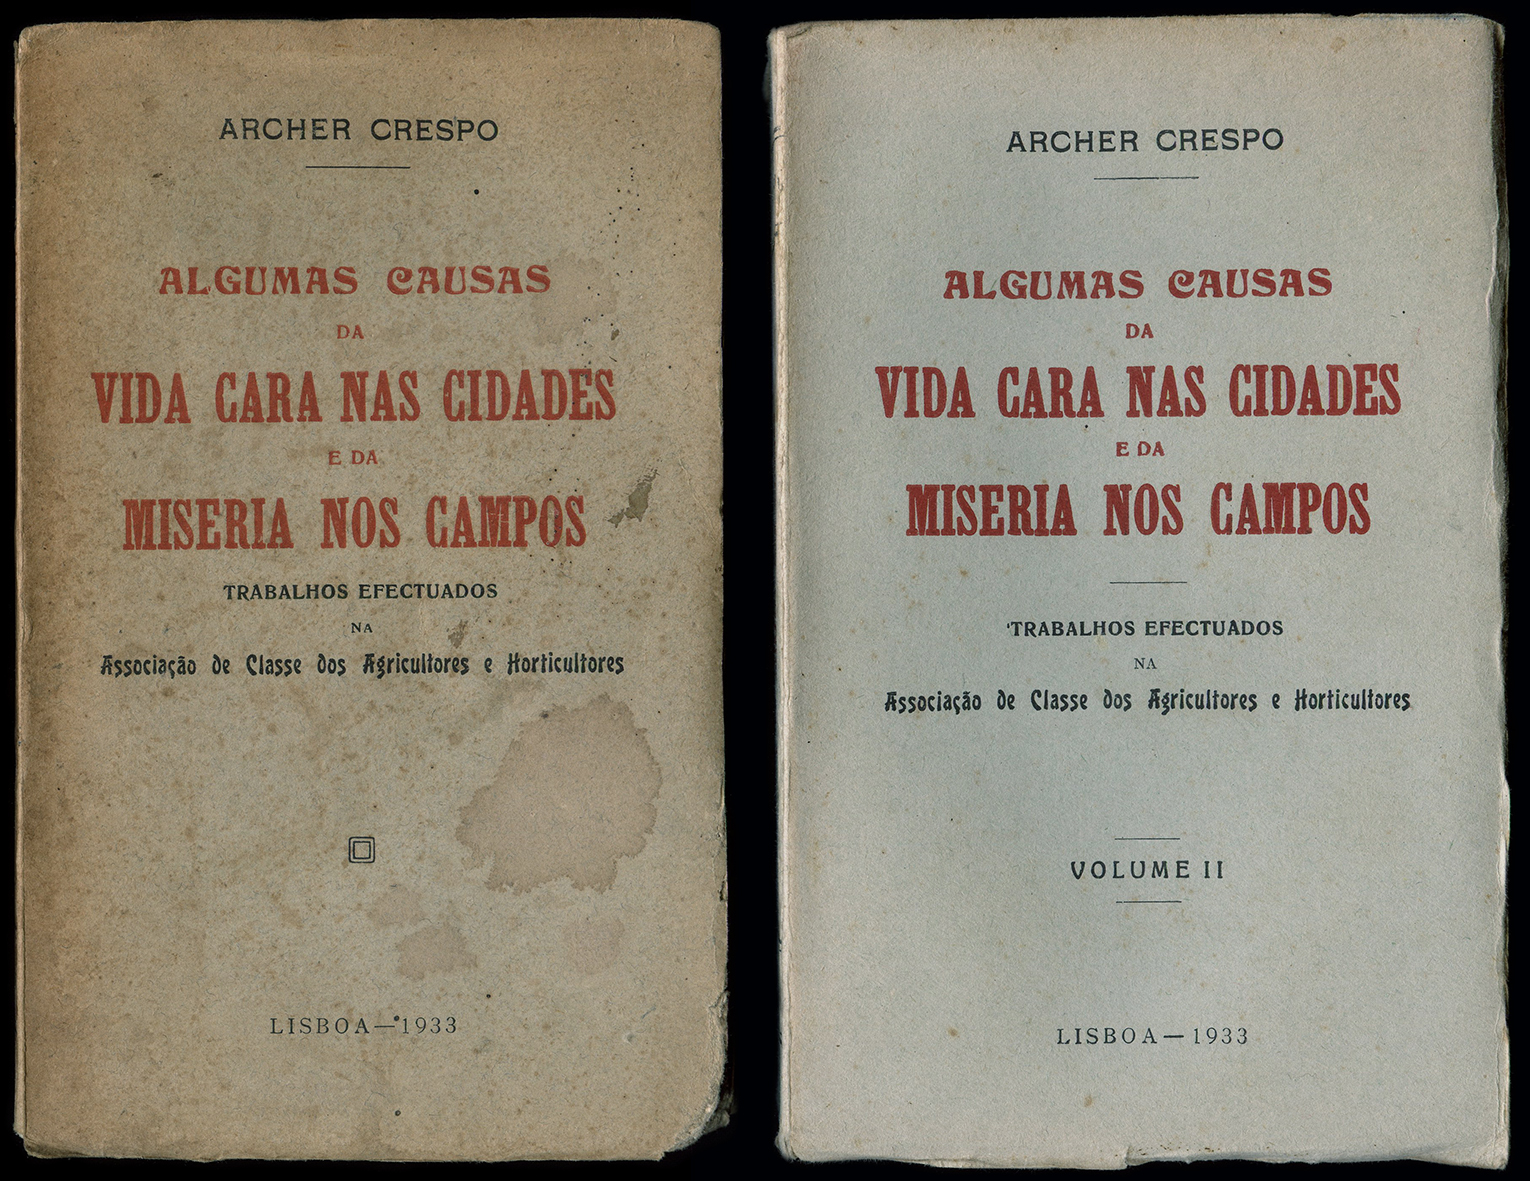 ARCHER CRESPO
ALGUMAS CAUSAS
DA
VIDA CARA NAS CIDADES
E DA
MISERIA NOS CAMPOS
TRABALHOS EFECTUADOS
NA
Associação de Classe dos Agricultores e Horticultores
LISBOA—1933
ARCHER CRESPO
ALGUMAS CAUSAS
DA
VIDA CARA NAS CIDADES
E DA
MISERIA NOS CAMPOS
TRABALHOS EFECTUADOS
NA
Associação de Classe dos Agricultores e Horticultores
VOLUME II
LISBOA—1933